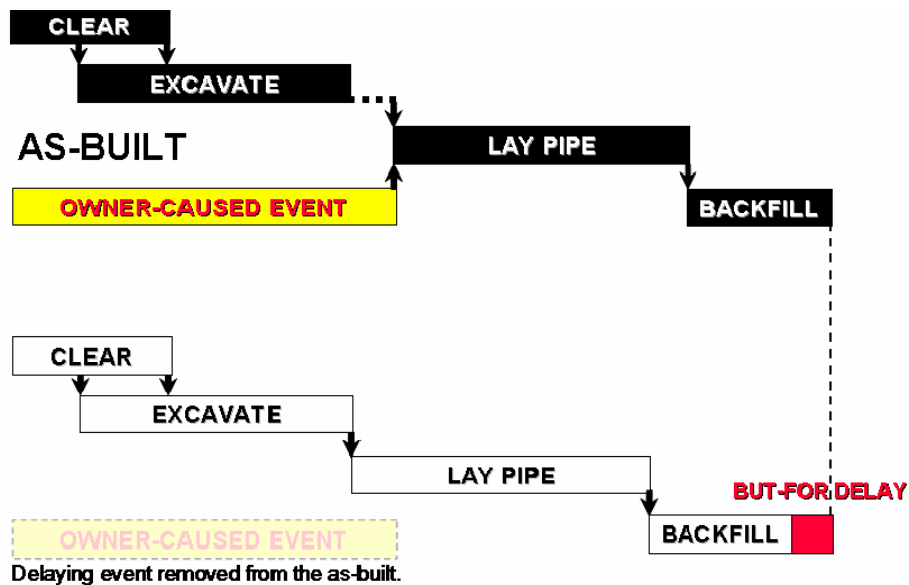 CLEAR
EXCAVATE
AS-BUILT
LAY PIPE
OWNER-CAUSED EVENT
BACKFILL
CLEAR
EXCAVATE
LAY PIPE
BUT-FOR DELAY
BACKFILL
OWNER-CAUSED EVENT
Delaying event removed from the as-built.